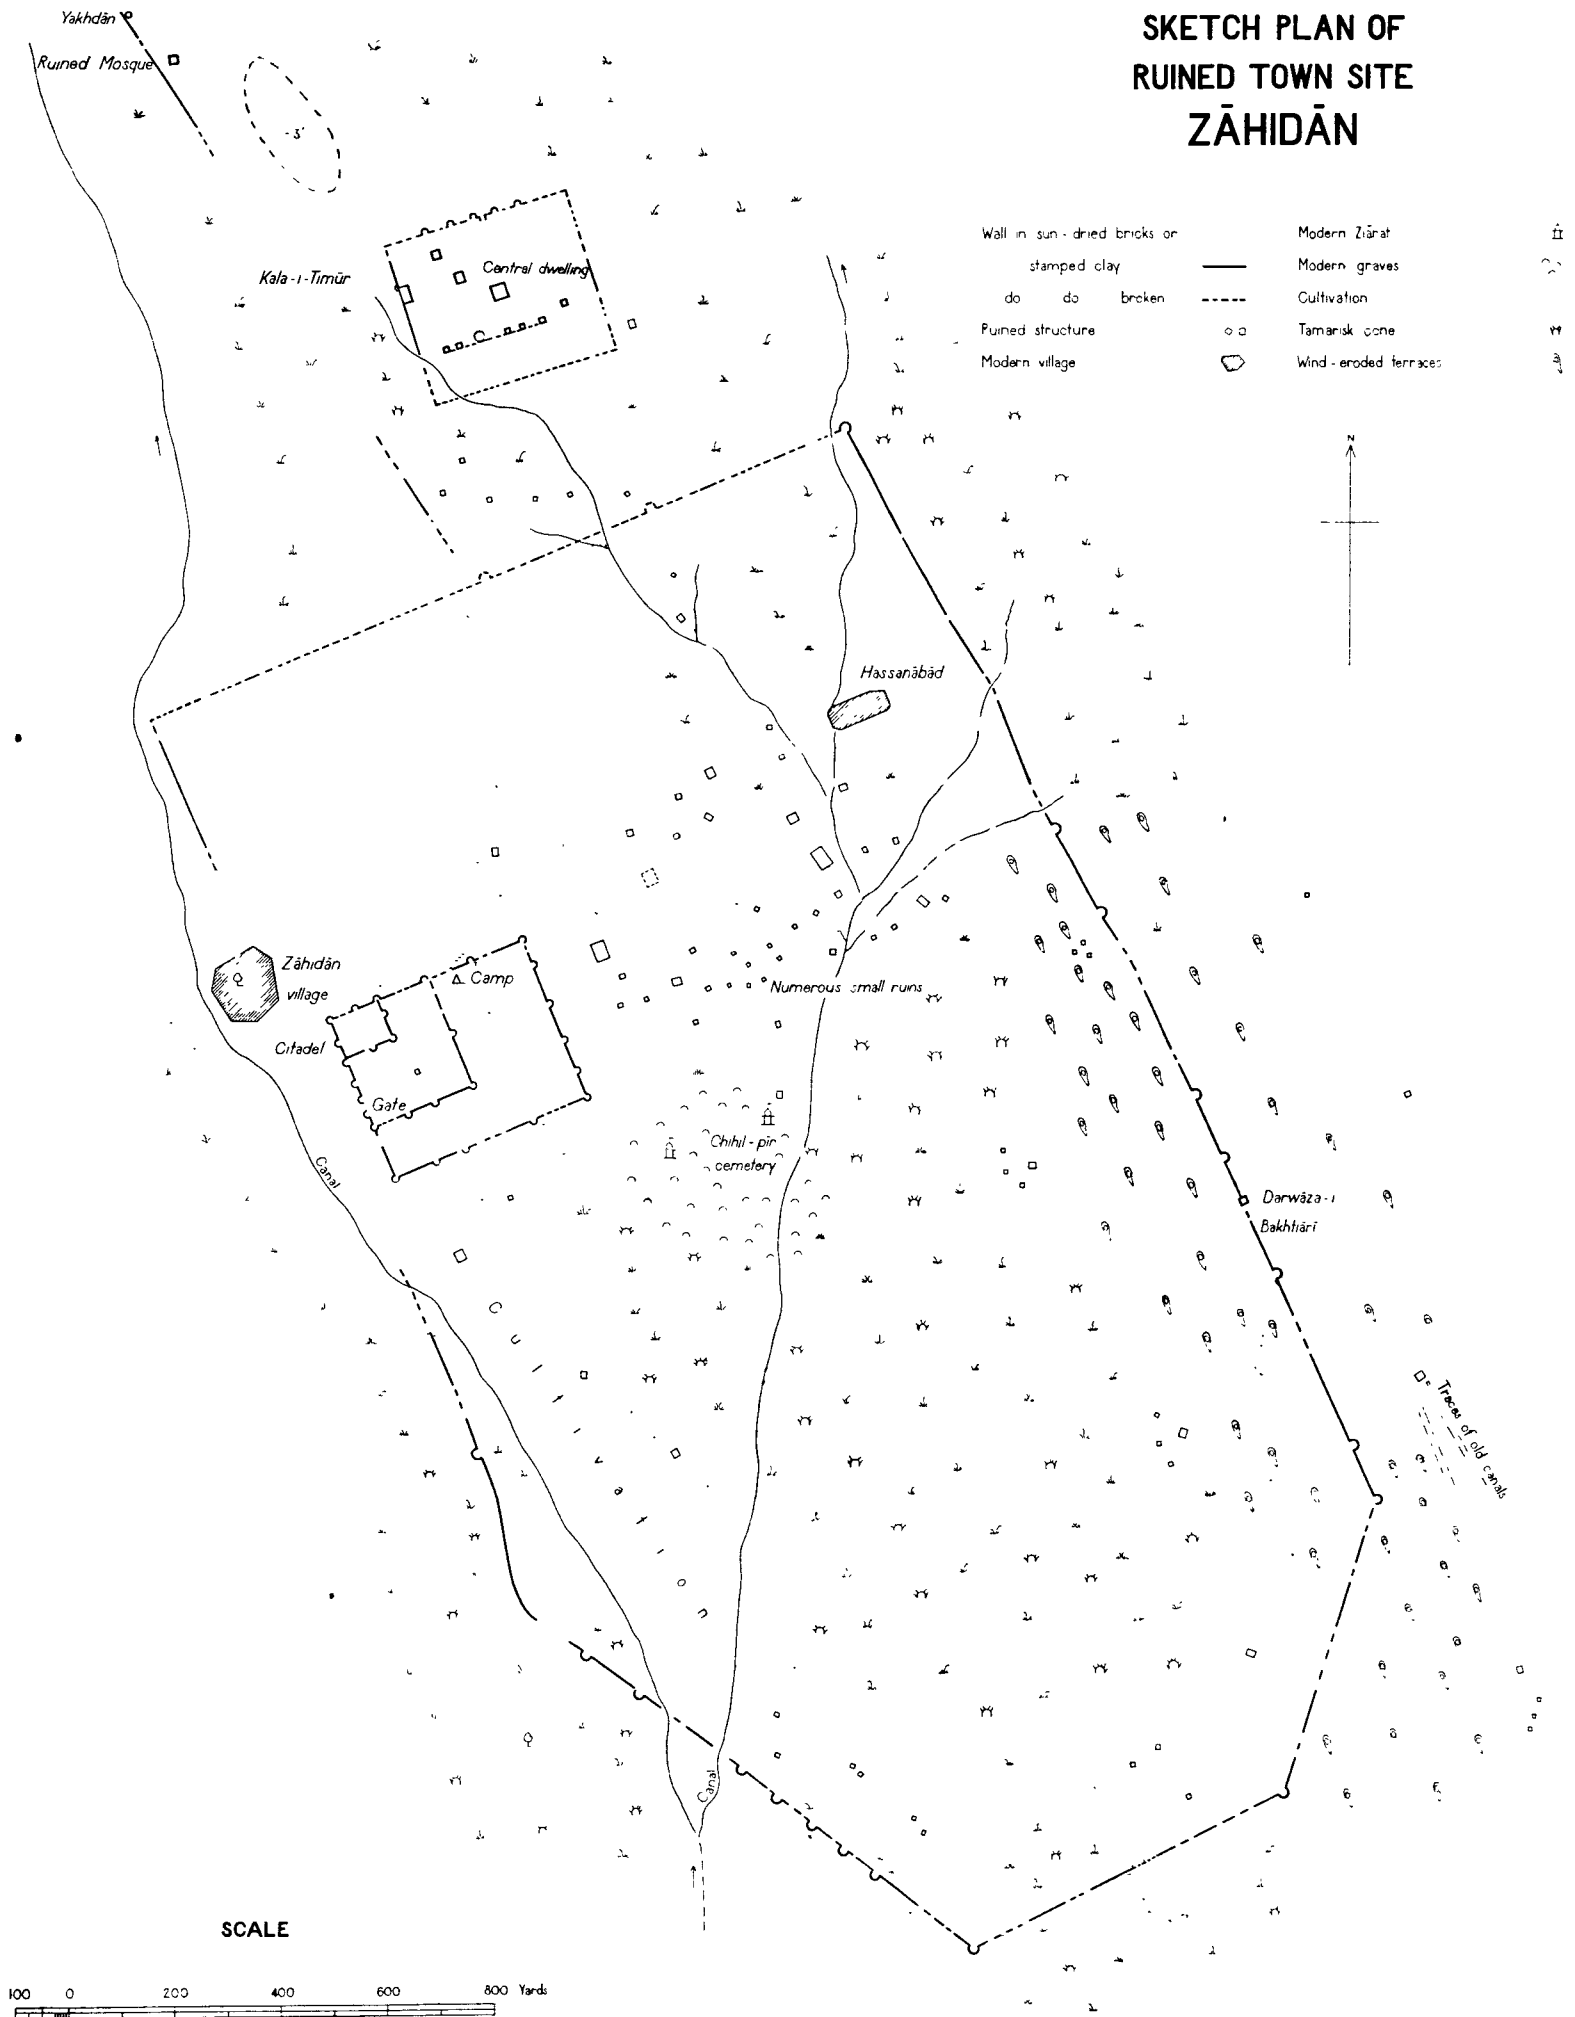 SKETCH PLAN OF
RUINED TOWN SITE
ZĀHIDĀN
Yakhdān
Ruined Mosque
-3'
Kala-i-Timūr
Central dwelling
Wall in sun-dried bricks or
stamped clay
do do broken
Ruined structure
Modern village
Modern Ziārat
Modern graves
Cultivation
Tamarisk cone
Wind-eroded terraces
N
Hassanābād
Zāhidān
village
Camp
Citadel
Gate
Numerous small ruins
Chihil-pīr
cemetery
Canal
Darwāza-i
Bakhtiārī
Cultivation
Traces of old canals
Canal
SCALE
100 0 200 400 600 800 Yards